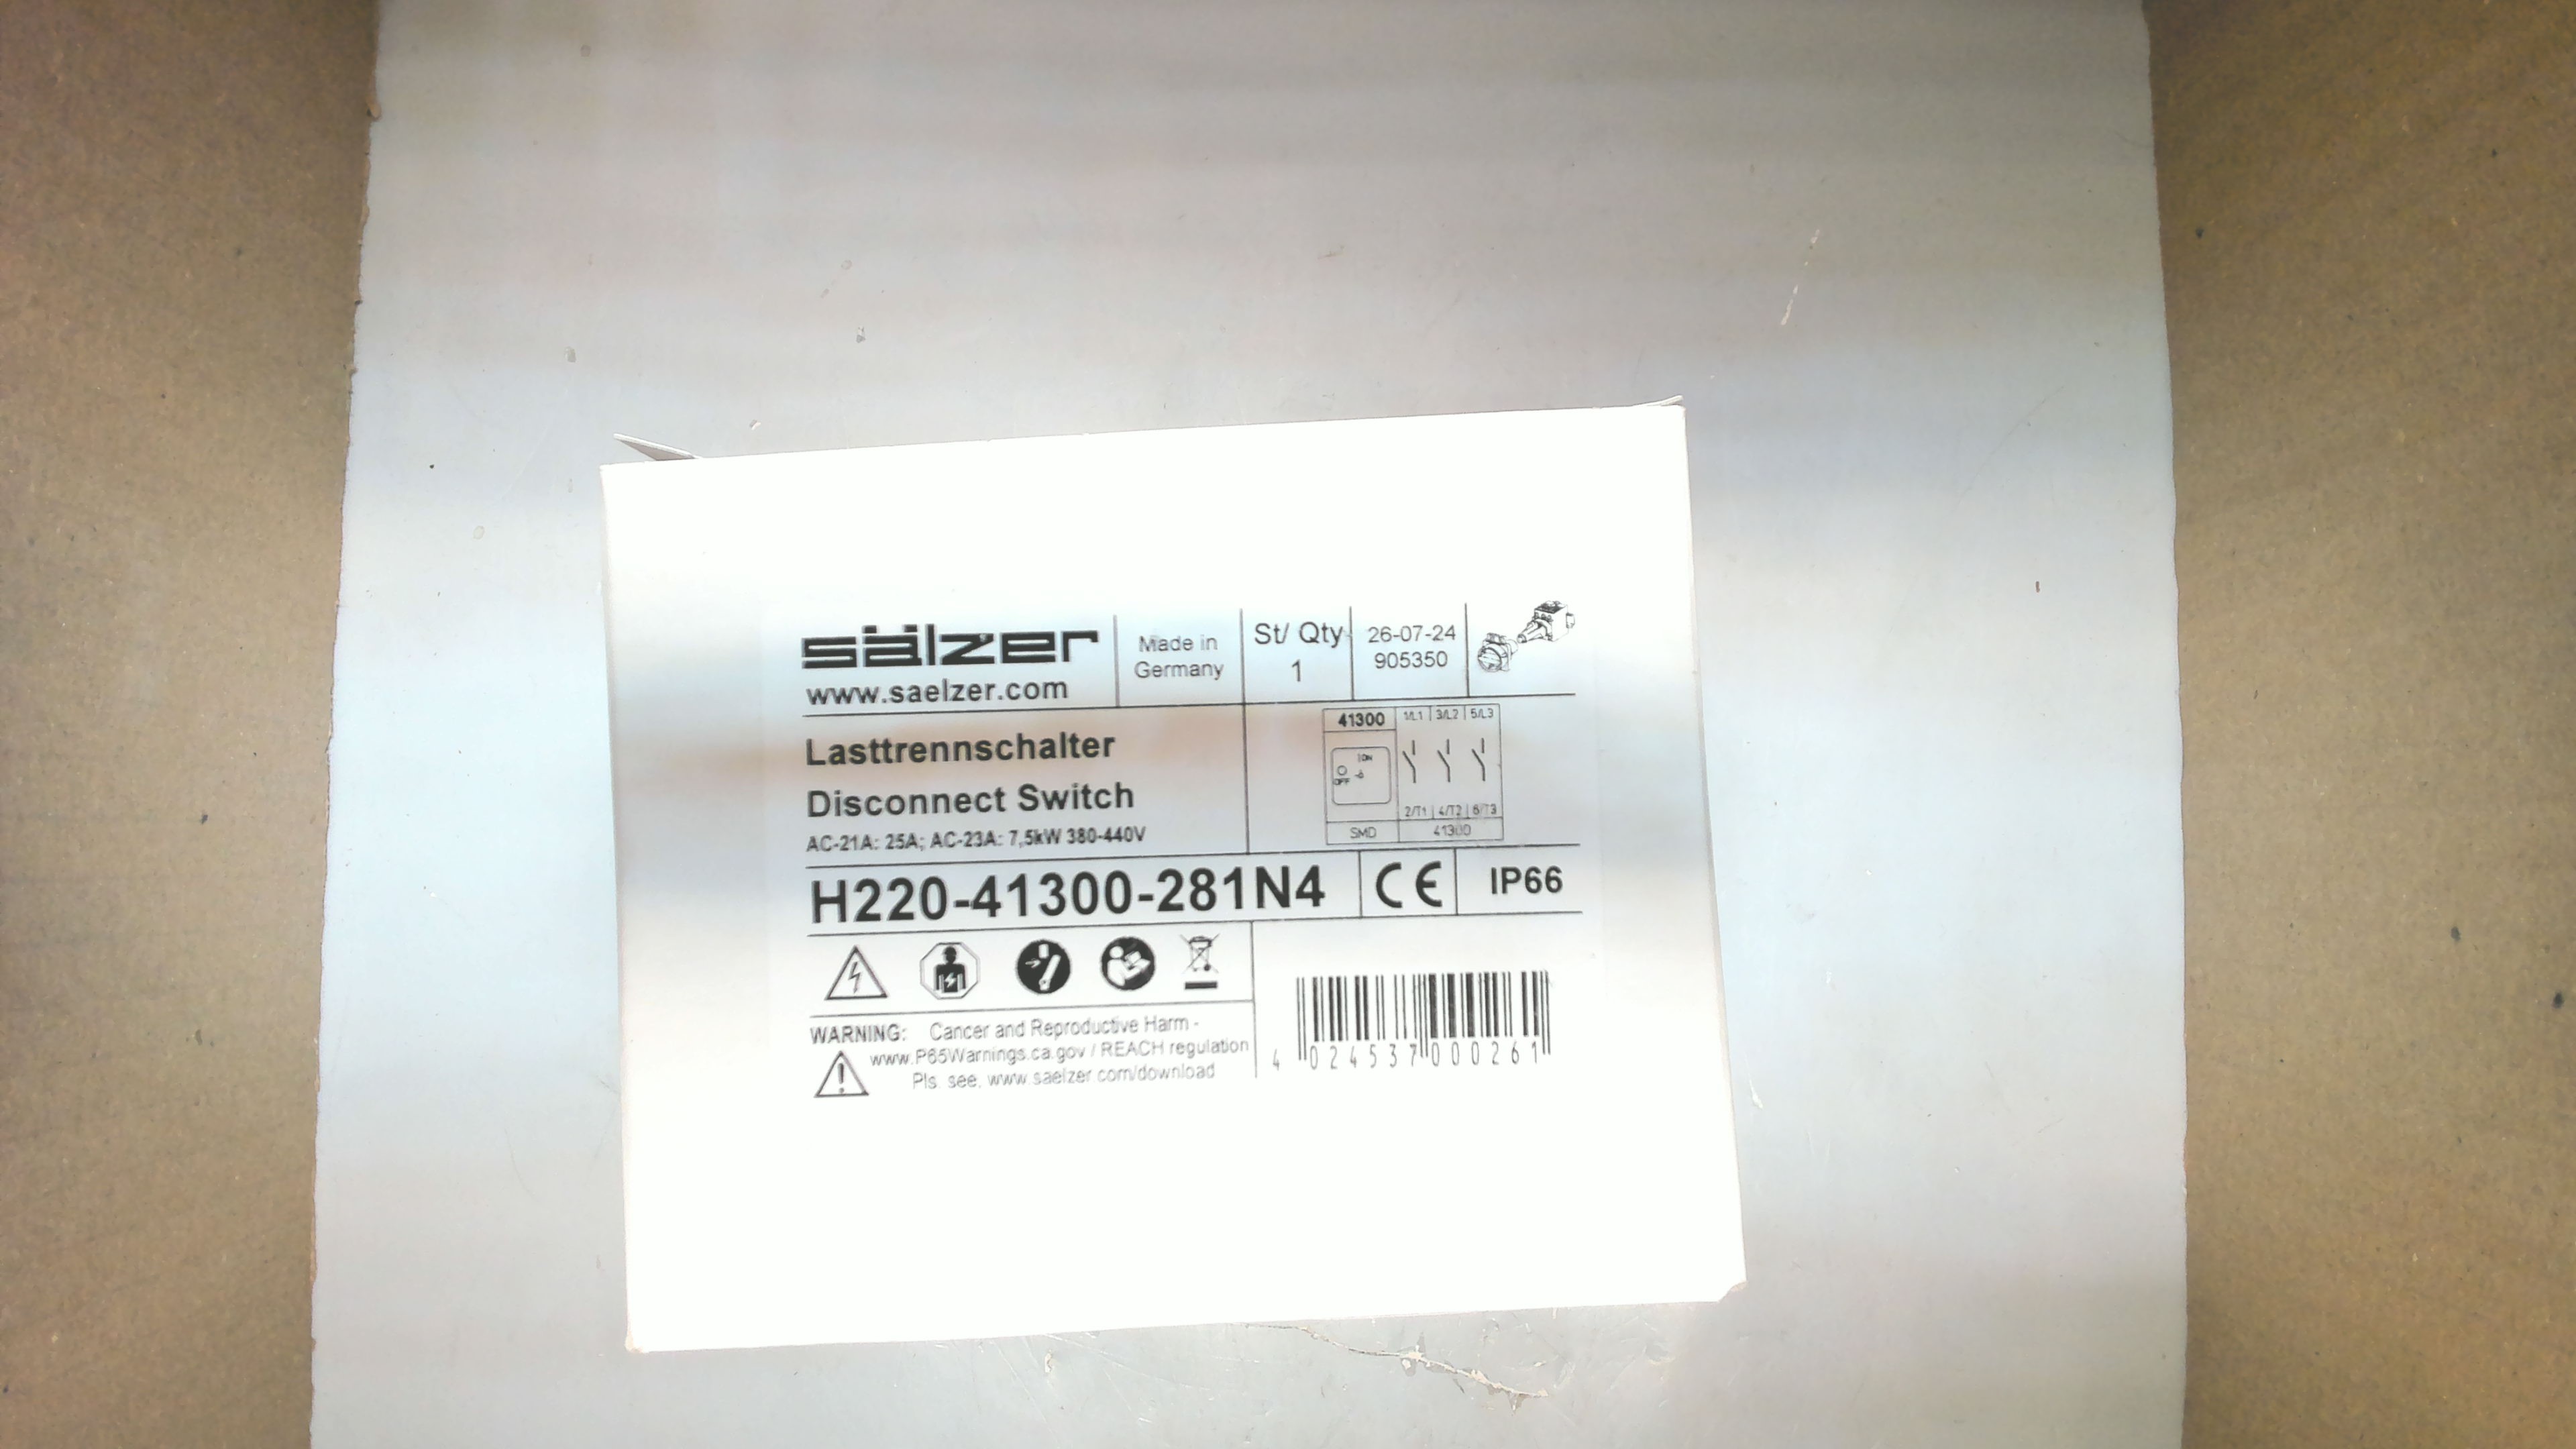 sälzer
www.saelzer.com
Made in
Germany
St/ Qty
1
26-07-24
905350
Lasttrennschalter
Disconnect Switch
AC-21A: 25A; AC-23A: 7,5kW 380-440V
41300
1/L1 3/L2 5/L3
ON
OFF
2/T1 4/T2 6/T3
SMD
41300
H220-41300-281N4
CE
IP66
WARNING: Cancer and Reproductive Harm -
www.P65Warnings.ca.gov / REACH regulation
Pls. see, www.saelzer.com/download
4 024537 000261